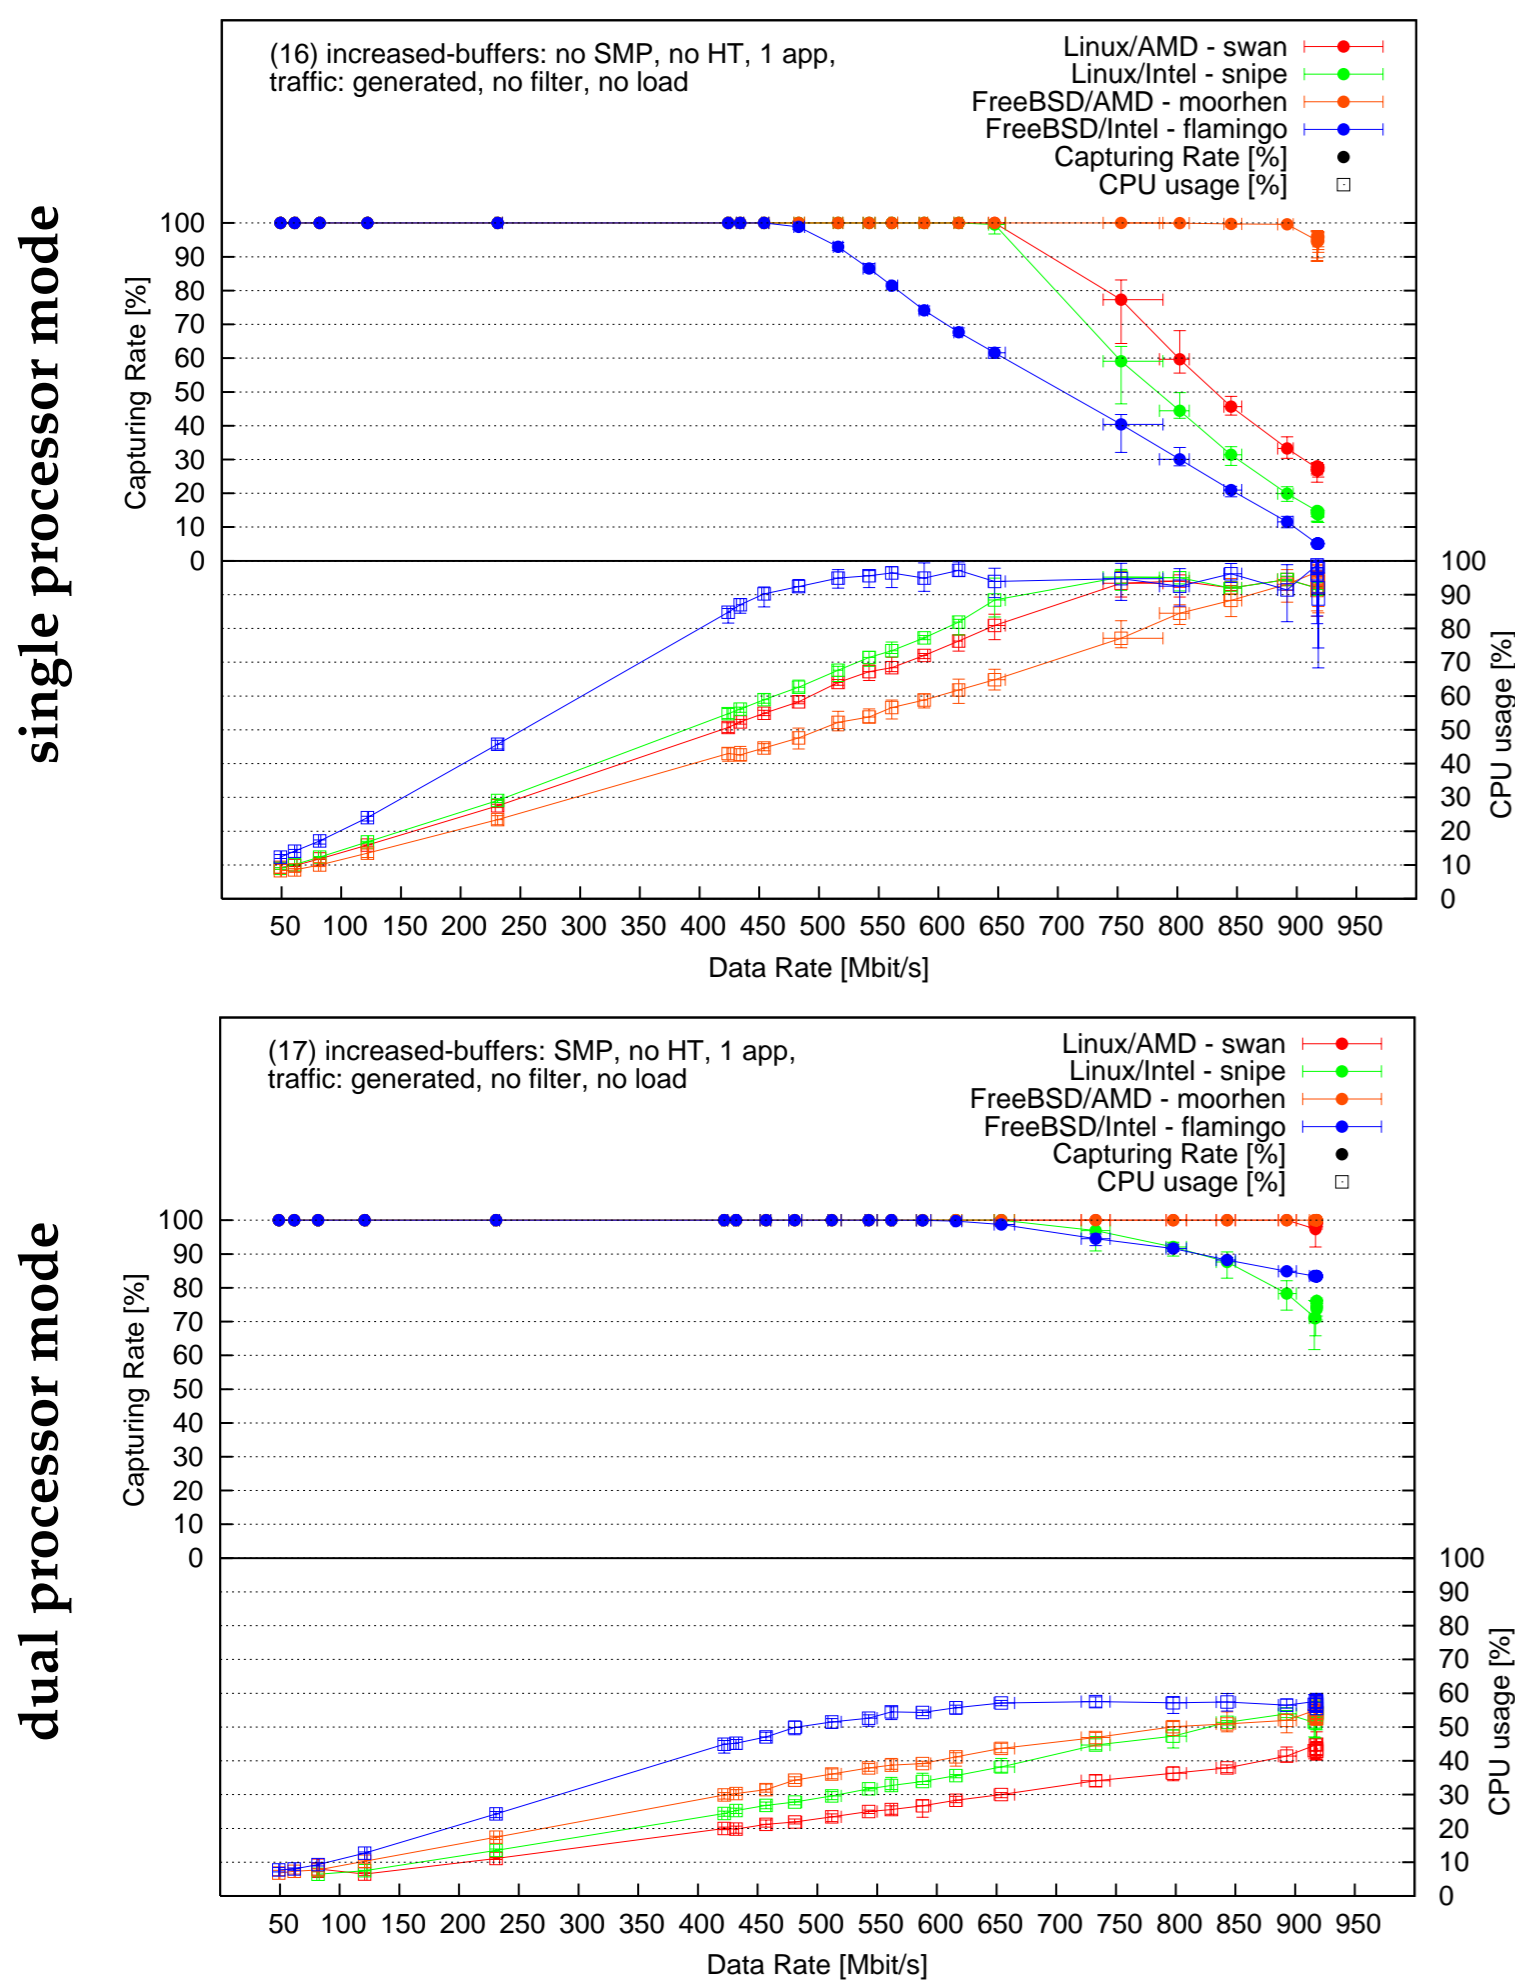 single processor mode
(16) increased-buffers: no SMP, no HT, 1 app,
traffic: generated, no filter, no load
Linux/AMD - swan
Linux/Intel - snipe
FreeBSD/AMD - moorhen
FreeBSD/Intel - flamingo
Capturing Rate [%]
CPU usage [%]
Capturing Rate [%]
100
90
80
70
60
50
40
30
20
10
0
CPU usage [%]
100
90
80
70
60
50
40
30
20
10
0
50 100 150 200 250 300 350 400 450 500 550 600 650 700 750 800 850 900 950
Data Rate [Mbit/s]
dual processor mode
(17) increased-buffers: SMP, no HT, 1 app,
traffic: generated, no filter, no load
Linux/AMD - swan
Linux/Intel - snipe
FreeBSD/AMD - moorhen
FreeBSD/Intel - flamingo
Capturing Rate [%]
CPU usage [%]
Capturing Rate [%]
100
90
80
70
60
50
40
30
20
10
0
CPU usage [%]
100
90
80
70
60
50
40
30
20
10
0
50 100 150 200 250 300 350 400 450 500 550 600 650 700 750 800 850 900 950
Data Rate [Mbit/s]